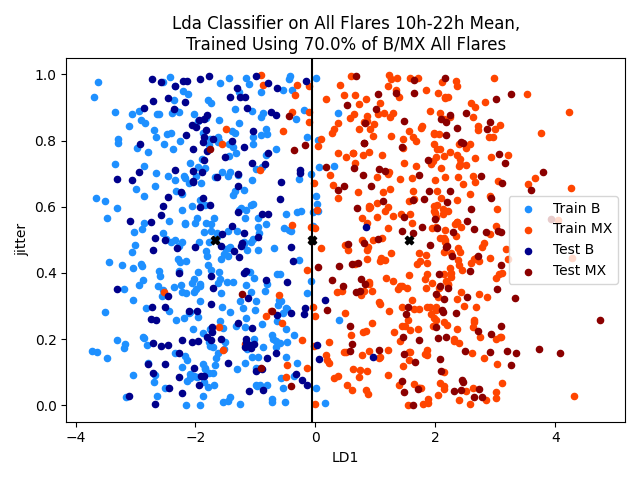 Lda Classifier on All Flares 10h-22h Mean,
Trained Using 70.0% of B/MX All Flares
1.0
0.8
0.6
0.4
0.2
0.0
jitter
Train B
Train MX
Test B
Test MX
−4
−2
0
2
4
LD1